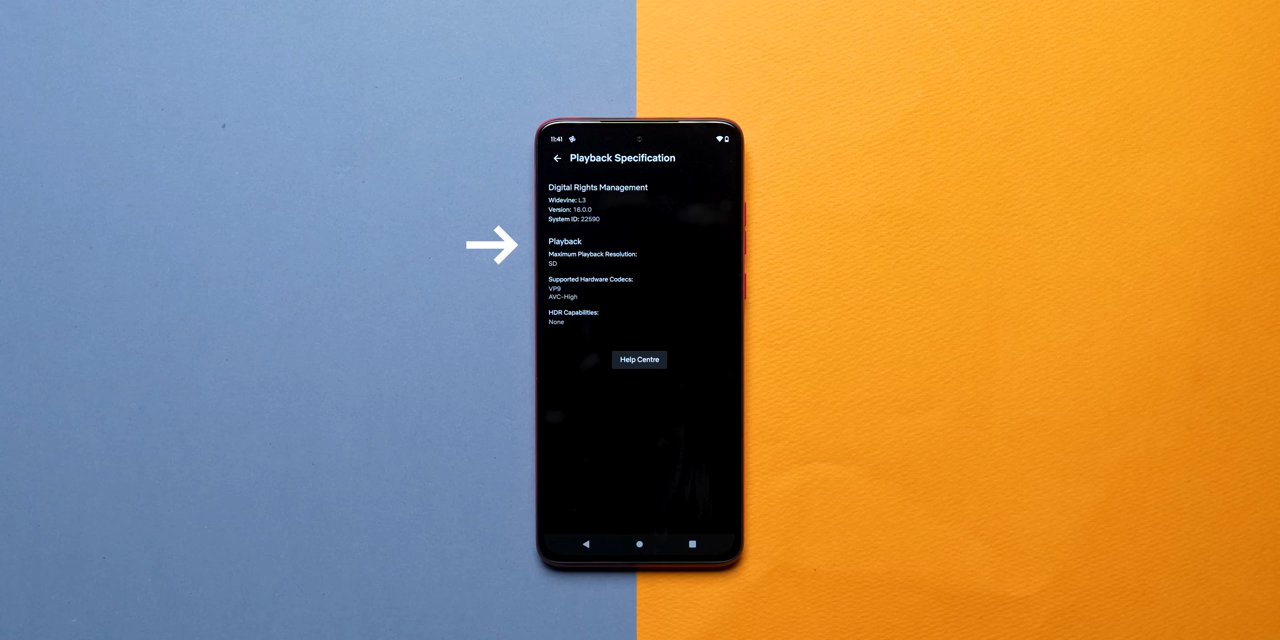 11:41
Playback Specification
Digital Rights Management
Widevine: L3
Version: 16.0.0
System ID: 22590
Playback
Maximum Playback Resolution:
SD
Supported Hardware Codecs:
VP9
AVC-High
HDR Capabilities:
None
Help Centre